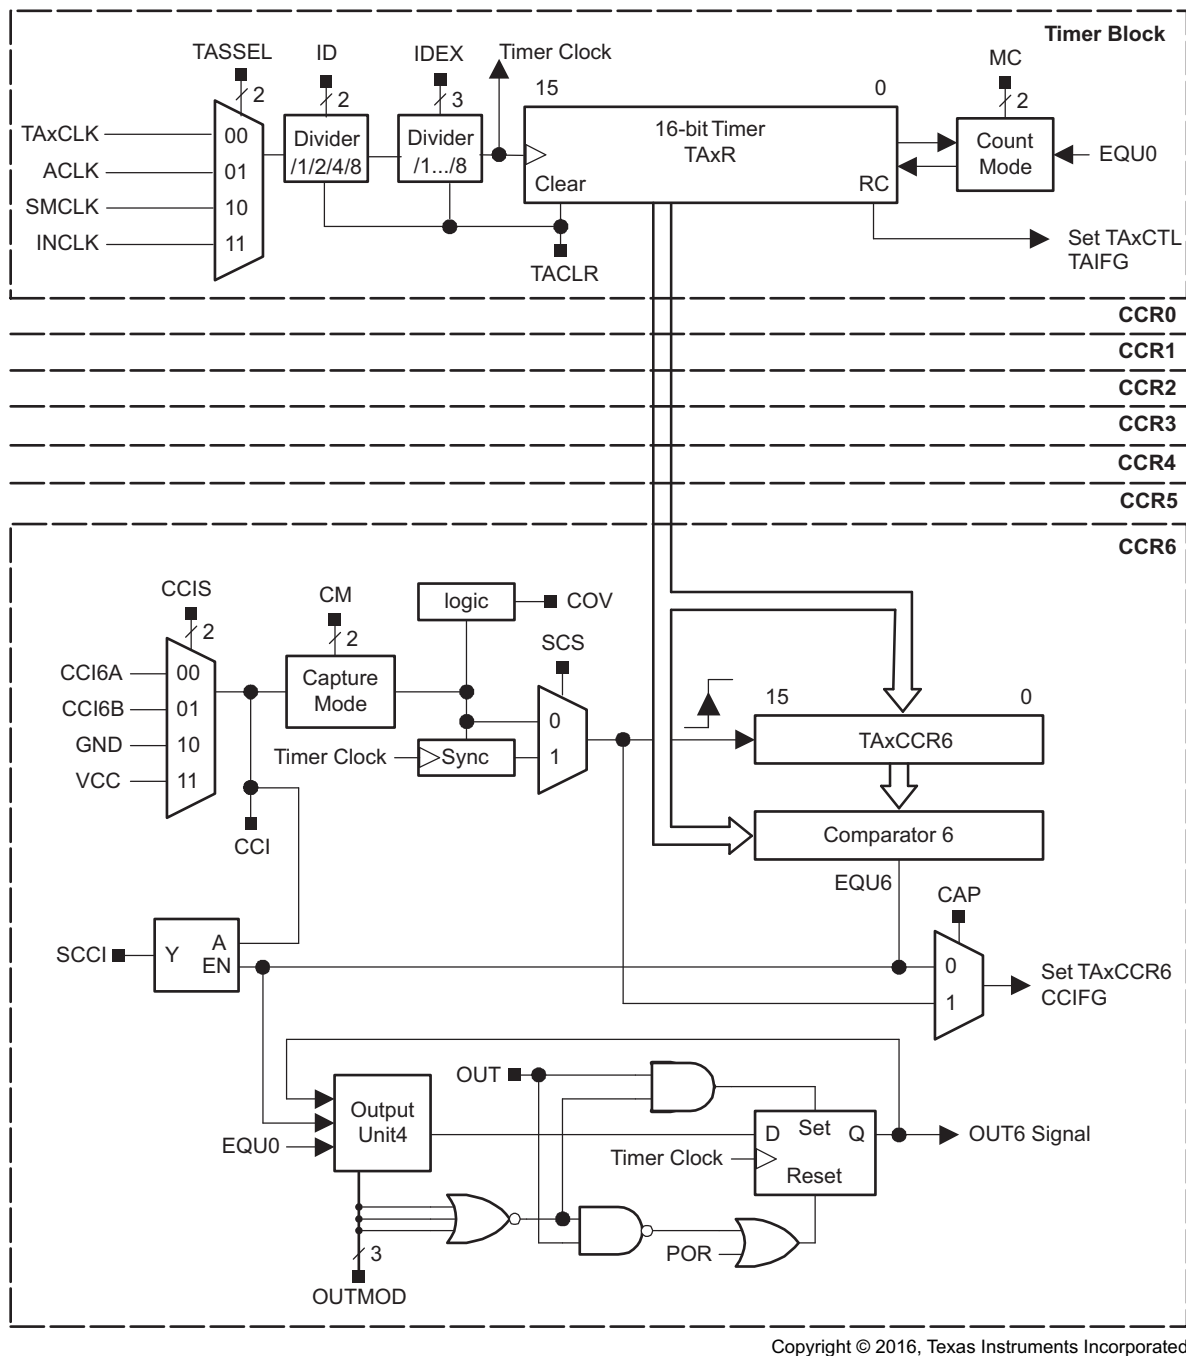 Timer Block
TASSEL
ID
IDEX
Timer Clock
MC
2
2
3
15
0
2
TAxCLK
ACLK
SMCLK
INCLK
00
01
10
11
Divider
/1/2/4/8
Divider
/1.../8
16-bit Timer
TAxR
Clear
RC
Count
Mode
EQU0
TACLR
Set TAxCTL
TAIFG
CCR0
CCR1
CCR2
CCR3
CCR4
CCR5
CCR6
CCIS
2
CM
2
logic
COV
SCS
CCI6A
CCI6B
GND
VCC
00
01
10
11
Capture
Mode
Timer Clock
Sync
0
1
15
0
TAxCCR6
CCI
Comparator 6
EQU6
CAP
SCCI
Y
A
EN
0
1
Set TAxCCR6
CCIFG
OUT
Output
Unit4
EQU0
D
Set
Q
Reset
Timer Clock
OUT6 Signal
POR
3
OUTMOD
Copyright © 2016, Texas Instruments Incorporated